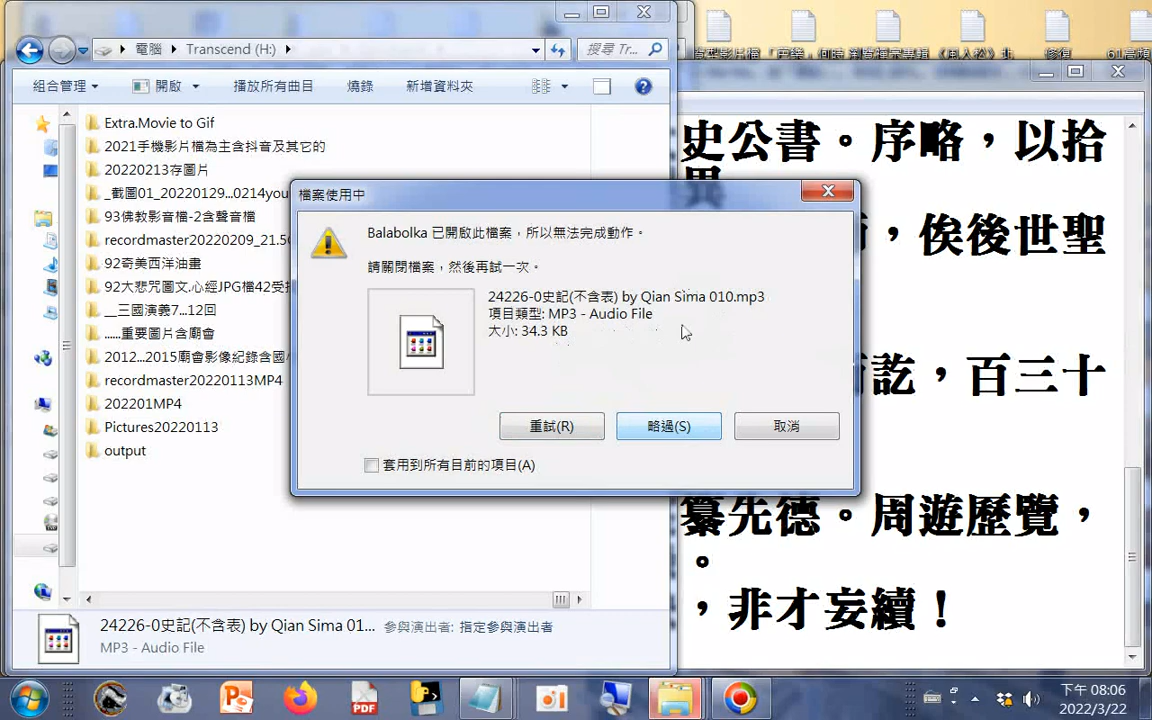 電腦 Transcend (H:) 搜尋 Tr...
組合管理 開啟 播放所有曲目 燒錄 新增資料夾
Extra.Movie to Gif
2021手機影片檔為主含抖音及其它的
20220213存圖片
_截圖01_20220129...0214you
93佛教影音檔-2含聲音檔
recordmaster20220209_21.5G
92奇美西洋油畫
92大悲咒圖文.心經JPG檔42受持
__三國演義7...12回
......重要圖片含廟會
2012...2015廟會影像紀錄含國
recordmaster20220113MP4
202201MP4
Pictures20220113
output
24226-0史記(不含表) by Qian Sima 01... 參與演出者: 指定參與演出者
MP3 - Audio File
檔案使用中
Balabolka 已開啟此檔案，所以無法完成動作。
請關閉檔案，然後再試一次。
24226-0史記(不含表) by Qian Sima 010.mp3
項目類型: MP3 - Audio File
大小: 34.3 KB
重試(R) 略過(S) 取消
套用到所有目前的項目(A)
史公書。序略，以拾
，俟後世聖
訖，百三十
纂先德。周遊歷覽，
。
，非才妄續！
下午 08:06
2022/3/22